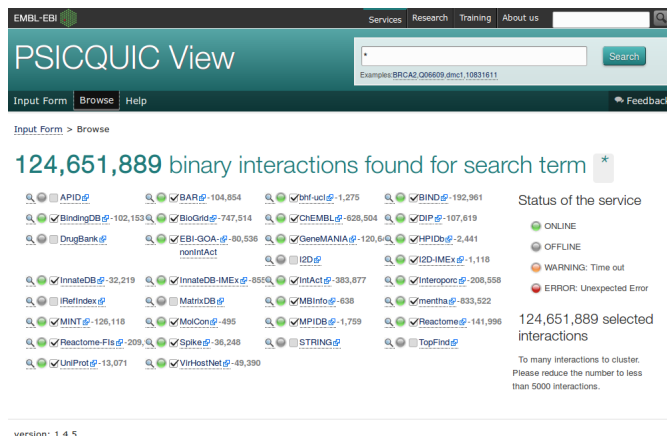 EMBL-EBI
Services Research Training About us
PSICQUIC View
*
Search
Examples:BRCA2,Q06609,dmc1,10831611
Input Form Browse Help
Feedback
Input Form > Browse
124,651,889 binary interactions found for search term *
APID BAR-104,854 bhf-ucl-1,275 BIND-192,961
BindingDB-102,153 BioGrid-747,514 ChEMBL-628,504 DIP-107,619
DrugBank EBI-GOA-nonIntAct-80,536 GeneMANIA-120,6 HPIDb-2,441
I2D I2D-IMEx-1,118
InnateDB-32,219 InnateDB-IMEx-855 IntAct-383,877 Interoporc-208,558
iRefIndex MatrixDB MBInfo-638 mentha-833,522
MINT-126,118 MolCon-495 MPIDB-1,759 Reactome-141,996
Reactome-FIs-209, Spike-36,248 STRING TopFind
UniProt-13,071 VirHostNet-49,390
Status of the service
ONLINE
OFFLINE
WARNING: Time out
ERROR: Unexpected Error
124,651,889 selected
interactions
To many interactions to cluster.
Please reduce the number to less
than 5000 interactions.
version: 1.4.5